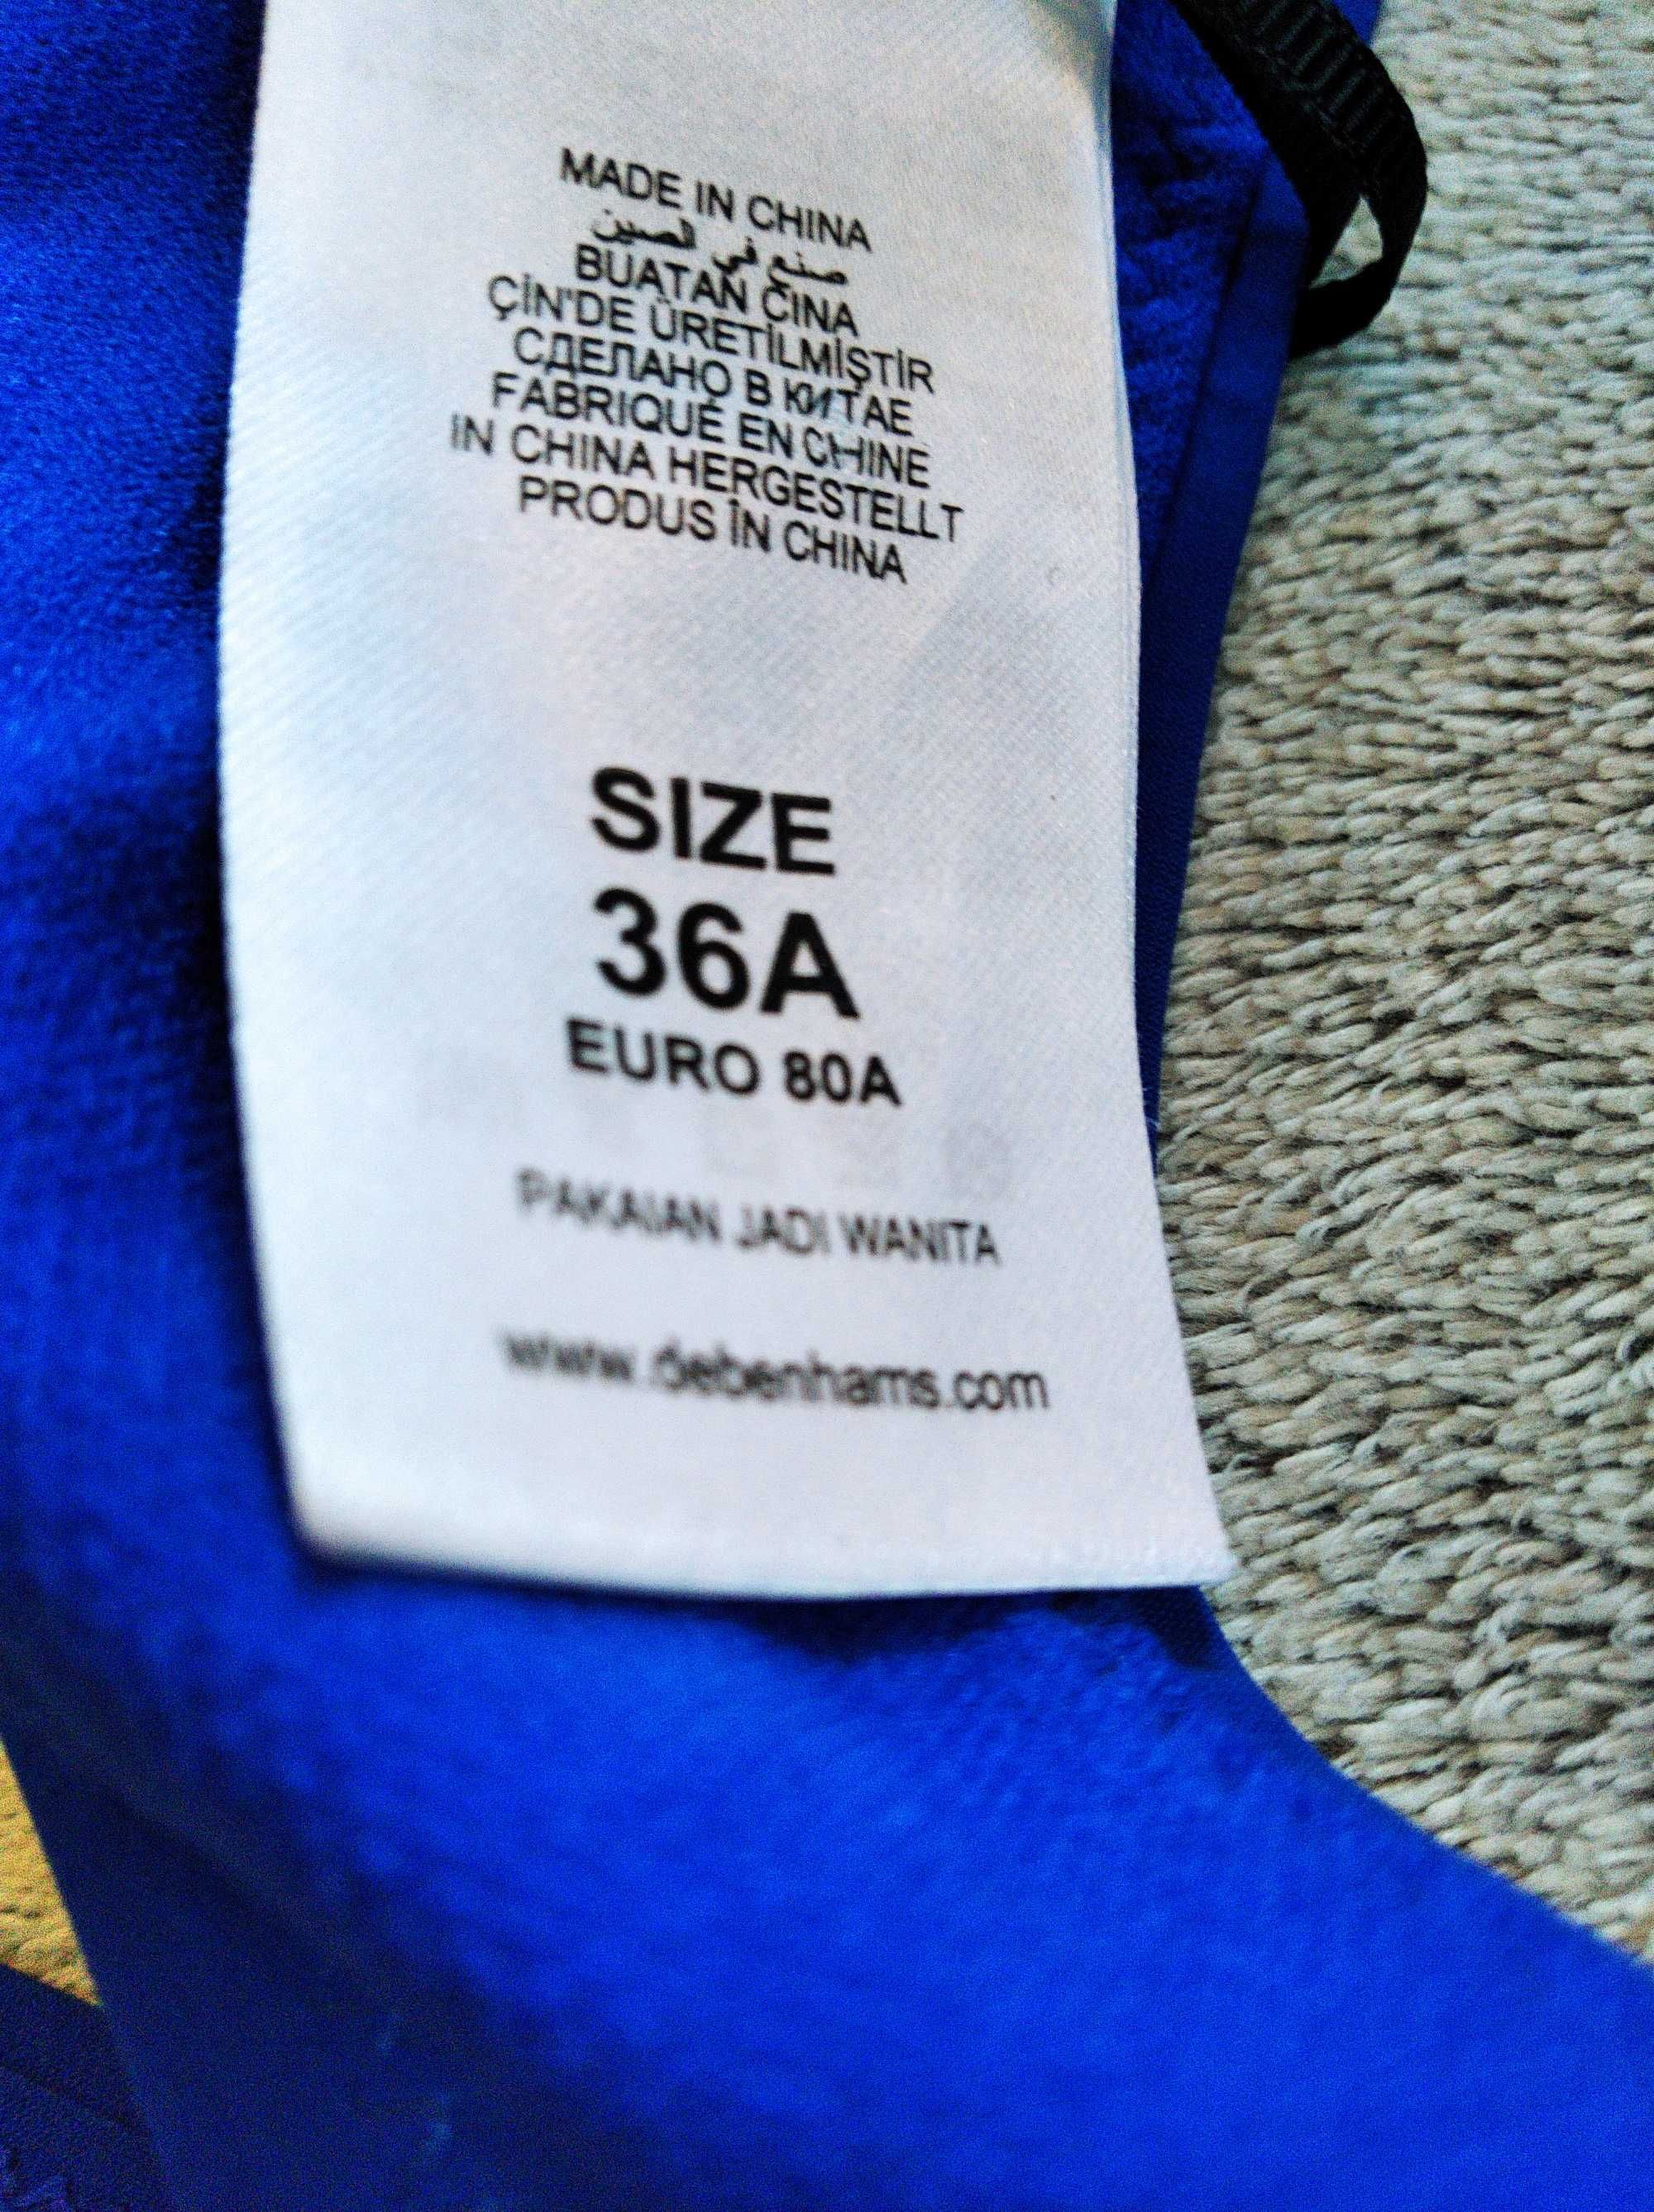 MADE IN CHINA
صنع في الصين
BUATAN CINA
ÇİN'DE ÜRETİLMİŞTİR
СДЕЛАНО В КИТАЕ
FABRIQUÉ EN CHINE
IN CHINA HERGESTELLT
PRODUS ÎN CHINA
SIZE
36A
EURO 80A
PAKAIAN JADI WANITA
www.debenhams.com